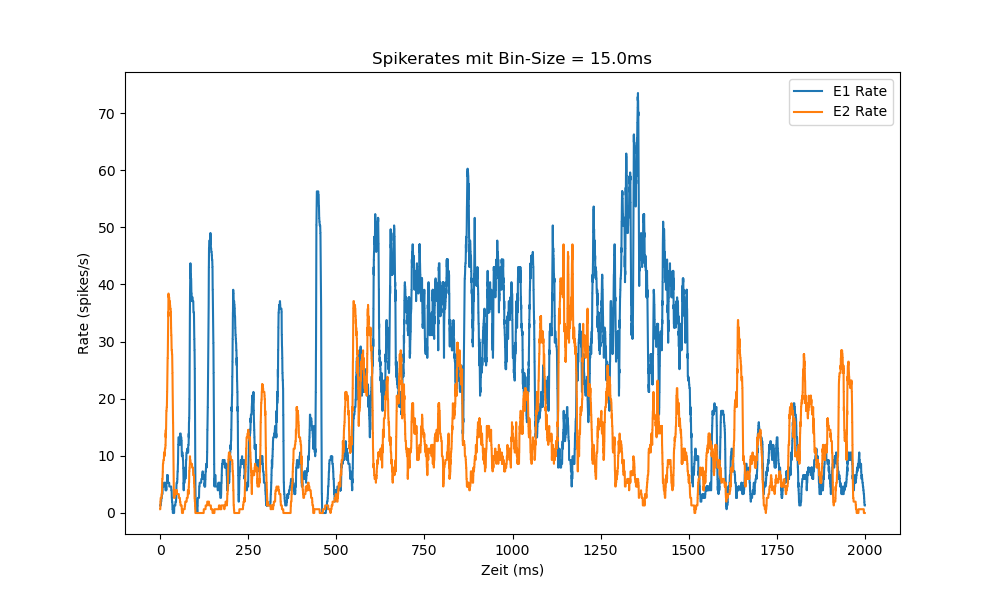 Spikerates mit Bin-Size = 15.0ms
E1 Rate
E2 Rate
Rate (spikes/s)
70
60
50
40
30
20
10
0
0 250 500 750 1000 1250 1500 1750 2000
Zeit (ms)